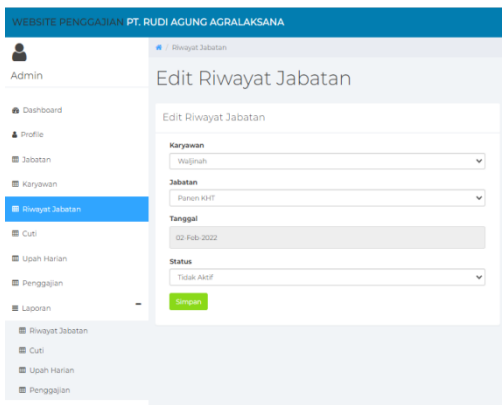 WEBSITE PENGGAJIAN PT. RUDI AGUNG AGRALAKSANA
/ Riwayat Jabatan
Admin
Edit Riwayat Jabatan
Dashboard
Profile
Jabatan
Karyawan
Riwayat Jabatan
Cuti
Upah Harian
Penggajian
Laporan
Riwayat Jabatan
Cuti
Upah Harian
Penggajian
Edit Riwayat Jabatan
Karyawan
Waljinah
Jabatan
Panen KHT
Tanggal
02-Feb-2022
Status
Tidak Aktif
Simpan